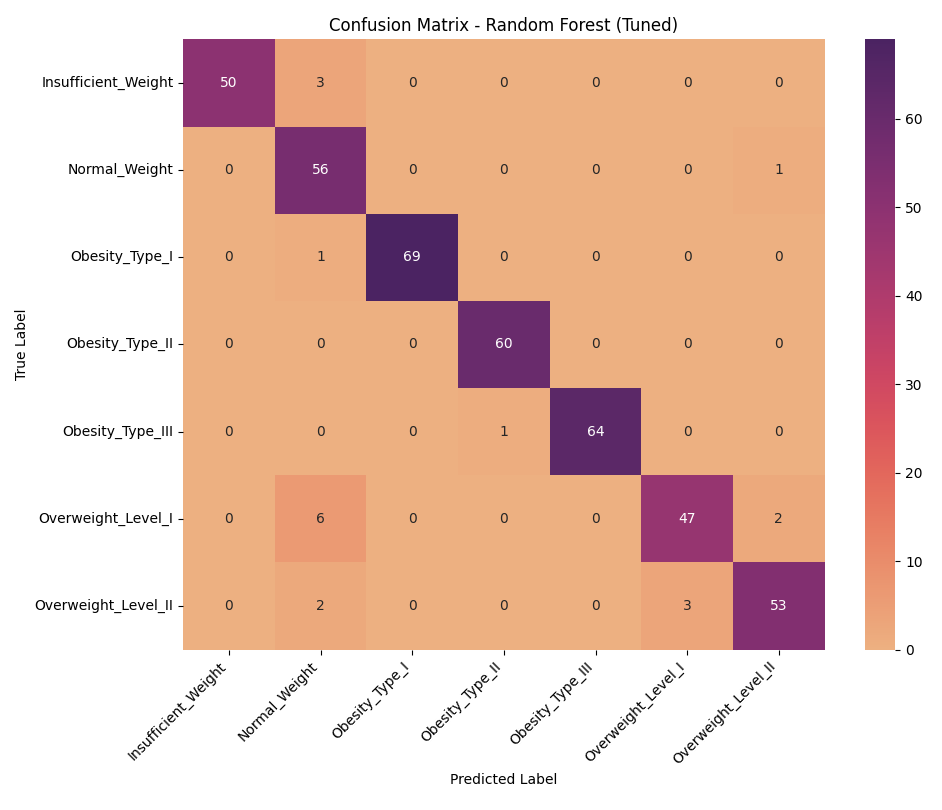 Confusion Matrix - Random Forest (Tuned)
True Label
Insufficient_Weight 50 3 0 0 0 0 0
Normal_Weight 0 56 0 0 0 0 1
Obesity_Type_I 0 1 69 0 0 0 0
Obesity_Type_II 0 0 0 60 0 0 0
Obesity_Type_III 0 0 0 1 64 0 0
Overweight_Level_I 0 6 0 0 0 47 2
Overweight_Level_II 0 2 0 0 0 3 53
Insufficient_Weight
Normal_Weight
Obesity_Type_I
Obesity_Type_II
Obesity_Type_III
Overweight_Level_I
Overweight_Level_II
Predicted Label
60
50
40
30
20
10
0